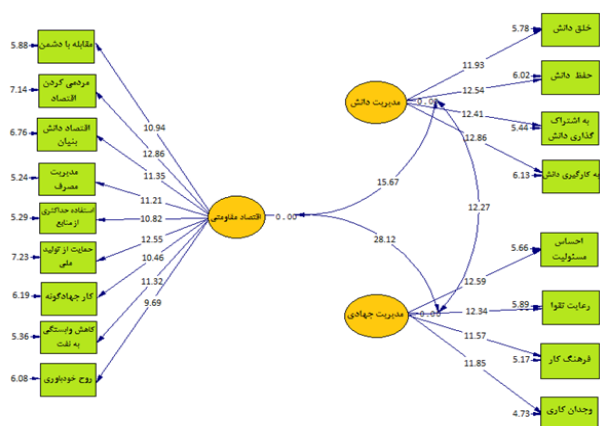 مقابله با دشمن
5.88
مردمی کردن
اقتصاد
7.14
اقتصاد دانش
بنیان
6.76
مدیریت
مصرف
5.24
استفاده حداکثری
از منابع
5.29
حمایت از تولید
ملی
7.23
کار جهادگونه
6.19
کاهش وابستگی
به نفت
5.36
روح خودباوری
6.08
10.94
12.86
11.35
11.21
10.82
12.55
10.46
11.32
9.69
اقتصاد مقاومتی
0.00
15.67
28.12
12.27
مدیریت دانش
0.00
11.93
12.54
12.41
12.86
خلق دانش
5.78
حفظ دانش
6.02
به اشتراک
گذاری دانش
5.44
به کارگیری دانش
6.13
مدیریت جهادی
0.00
12.59
12.34
11.57
11.85
احساس
مسئولیت
5.66
رعایت تقوا
5.89
فرهنگ کار
5.17
وجدان کاری
4.73